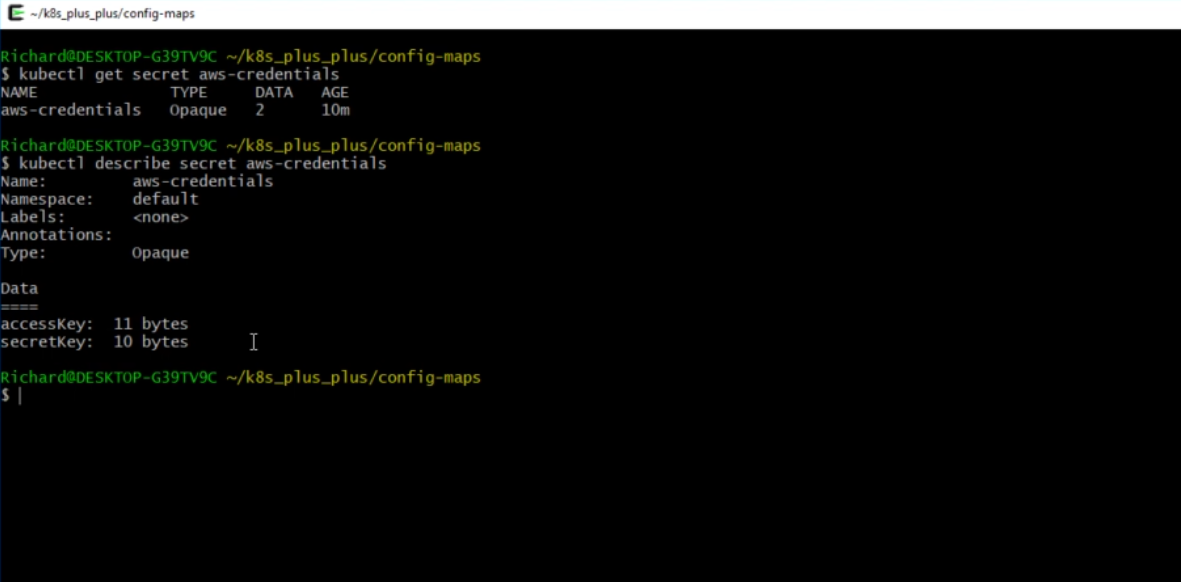 ~/k8s_plus_plus/config-maps
Richard@DESKTOP-G39TV9C ~/k8s_plus_plus/config-maps
$ kubectl get secret aws-credentials
NAME TYPE DATA AGE
aws-credentials Opaque 2 10m
Richard@DESKTOP-G39TV9C ~/k8s_plus_plus/config-maps
$ kubectl describe secret aws-credentials
Name: aws-credentials
Namespace: default
Labels: <none>
Annotations:
Type: Opaque
Data
====
accessKey: 11 bytes
secretKey: 10 bytes
Richard@DESKTOP-G39TV9C ~/k8s_plus_plus/config-maps
$